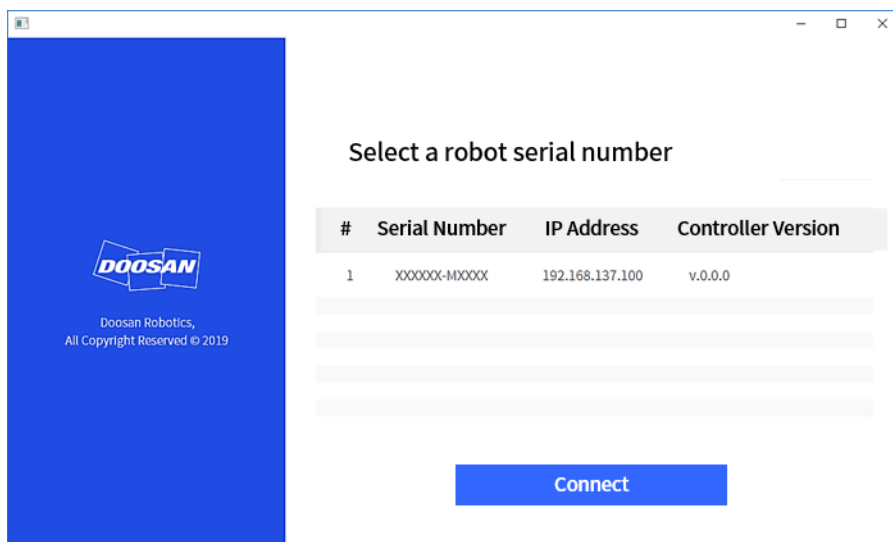 DOOSAN
Doosan Robotics,
All Copyright Reserved © 2019
Select a robot serial number
# Serial Number IP Address Controller Version
1 XXXXXX-MXXXX 192.168.137.100 v.0.0.0
Connect